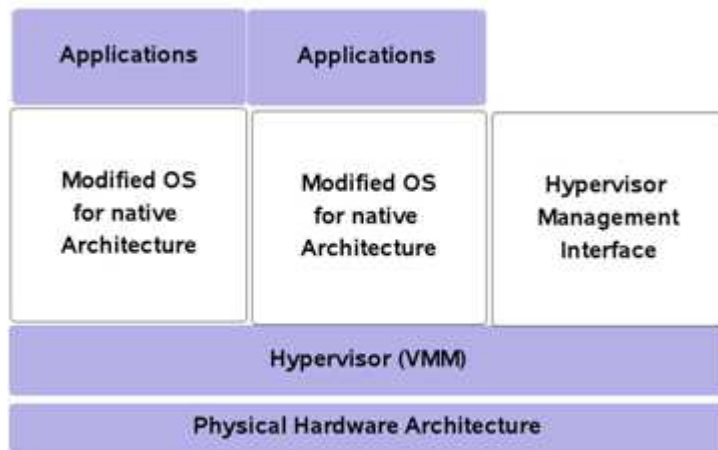 Applications
Applications
Modified OS
for native
Architecture
Modified OS
for native
Architecture
Hypervisor
Management
Interface
Hypervisor (VMM)
Physical Hardware Architecture